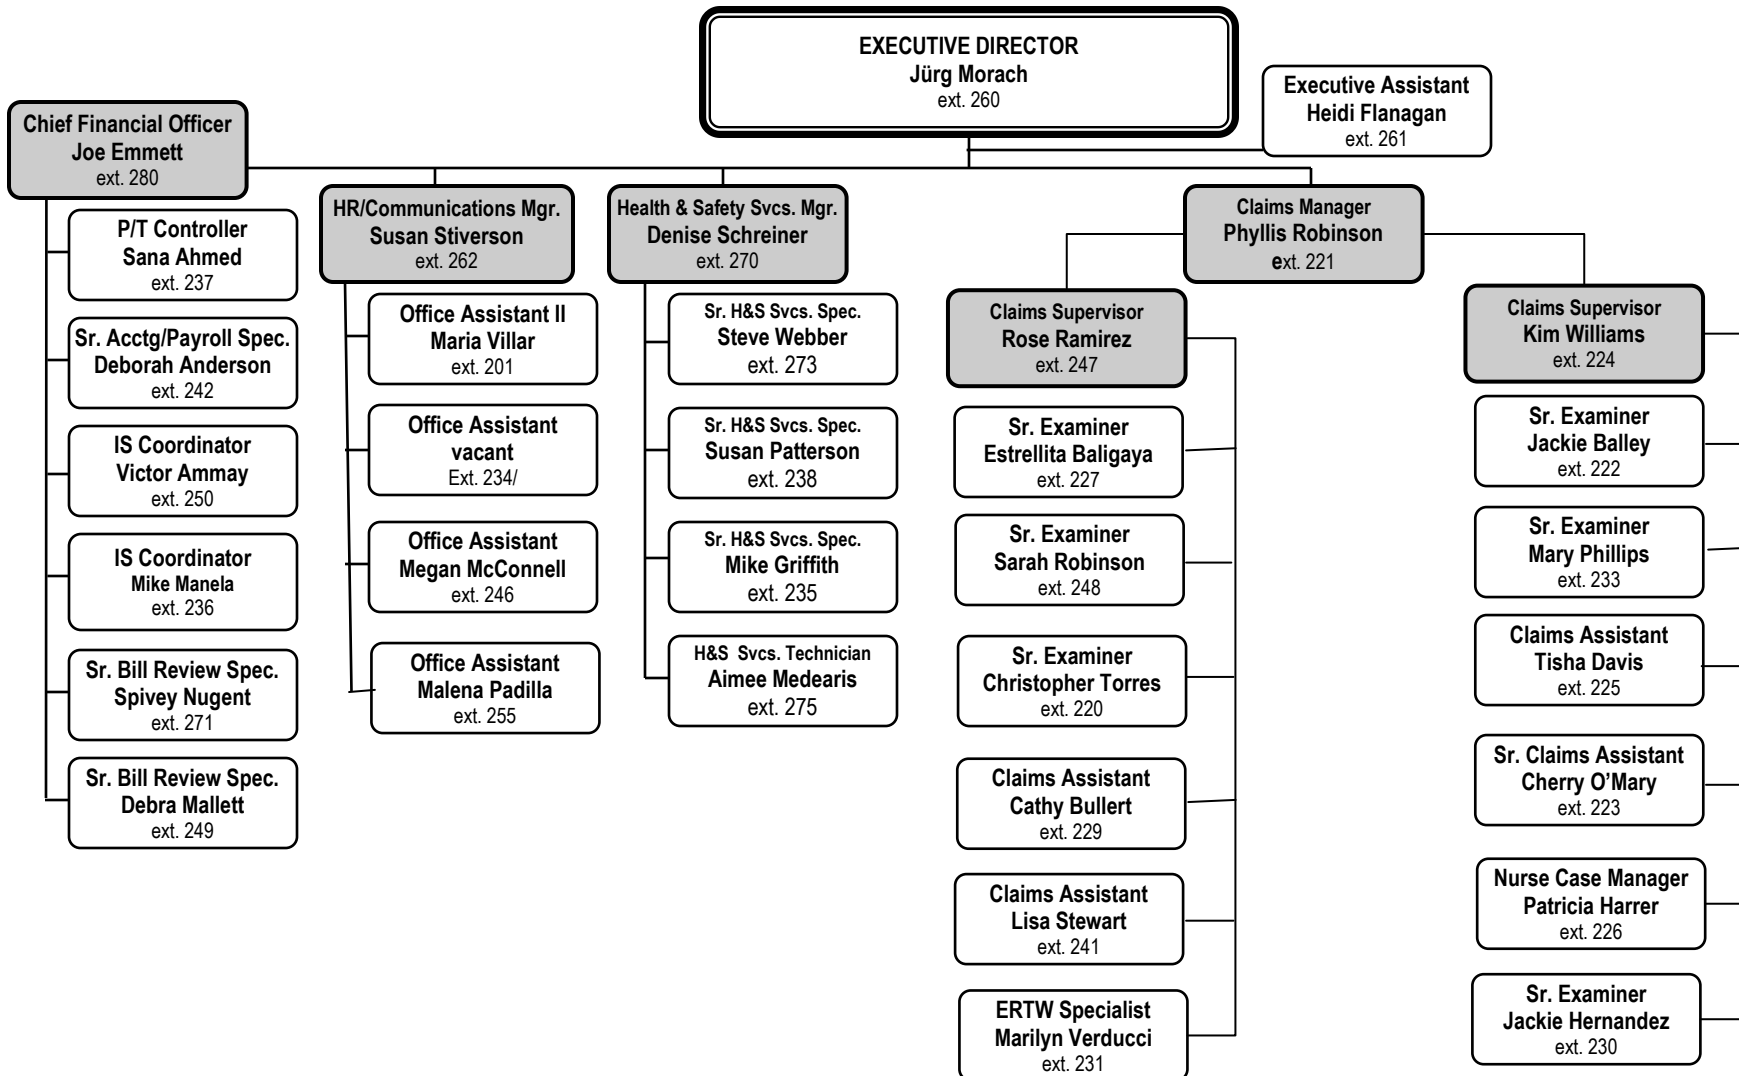 EXECUTIVE DIRECTOR
Jürg Morach
ext. 260
Executive Assistant
Heidi Flanagan
ext. 261
Chief Financial Officer
Joe Emmett
ext. 280
P/T Controller
Sana Ahmed
ext. 237
Sr. Acctg/Payroll Spec.
Deborah Anderson
ext. 242
IS Coordinator
Victor Ammay
ext. 250
IS Coordinator
Mike Manela
ext. 236
Sr. Bill Review Spec.
Spivey Nugent
ext. 271
Sr. Bill Review Spec.
Debra Mallett
ext. 249
HR/Communications Mgr.
Susan Stiverson
ext. 262
Office Assistant II
Maria Villar
ext. 201
Office Assistant
vacant
Ext. 234/
Office Assistant
Megan McConnell
ext. 246
Office Assistant
Malena Padilla
ext. 255
Health & Safety Svcs. Mgr.
Denise Schreiner
ext. 270
Sr. H&S Svcs. Spec.
Steve Webber
ext. 273
Sr. H&S Svcs. Spec.
Susan Patterson
ext. 238
Sr. H&S Svcs. Spec.
Mike Griffith
ext. 235
H&S Svcs. Technician
Aimee Medearis
ext. 275
Claims Manager
Phyllis Robinson
ext. 221
Claims Supervisor
Rose Ramirez
ext. 247
Sr. Examiner
Estrellita Baligaya
ext. 227
Sr. Examiner
Sarah Robinson
ext. 248
Sr. Examiner
Christopher Torres
ext. 220
Claims Assistant
Cathy Bullert
ext. 229
Claims Assistant
Lisa Stewart
ext. 241
ERTW Specialist
Marilyn Verducci
ext. 231
Claims Supervisor
Kim Williams
ext. 224
Sr. Examiner
Jackie Balley
ext. 222
Sr. Examiner
Mary Phillips
ext. 233
Claims Assistant
Tisha Davis
ext. 225
Sr. Claims Assistant
Cherry O’Mary
ext. 223
Nurse Case Manager
Patricia Harrer
ext. 226
Sr. Examiner
Jackie Hernandez
ext. 230